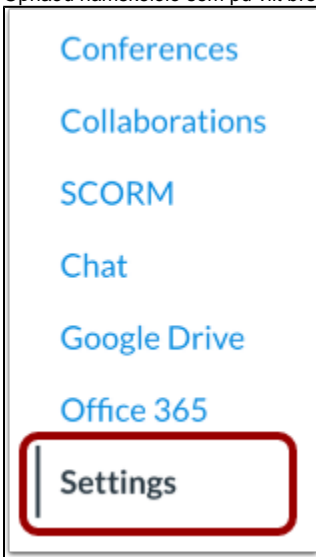 Conferences
Collaborations
SCORM
Chat
Google Drive
Office 365
Settings